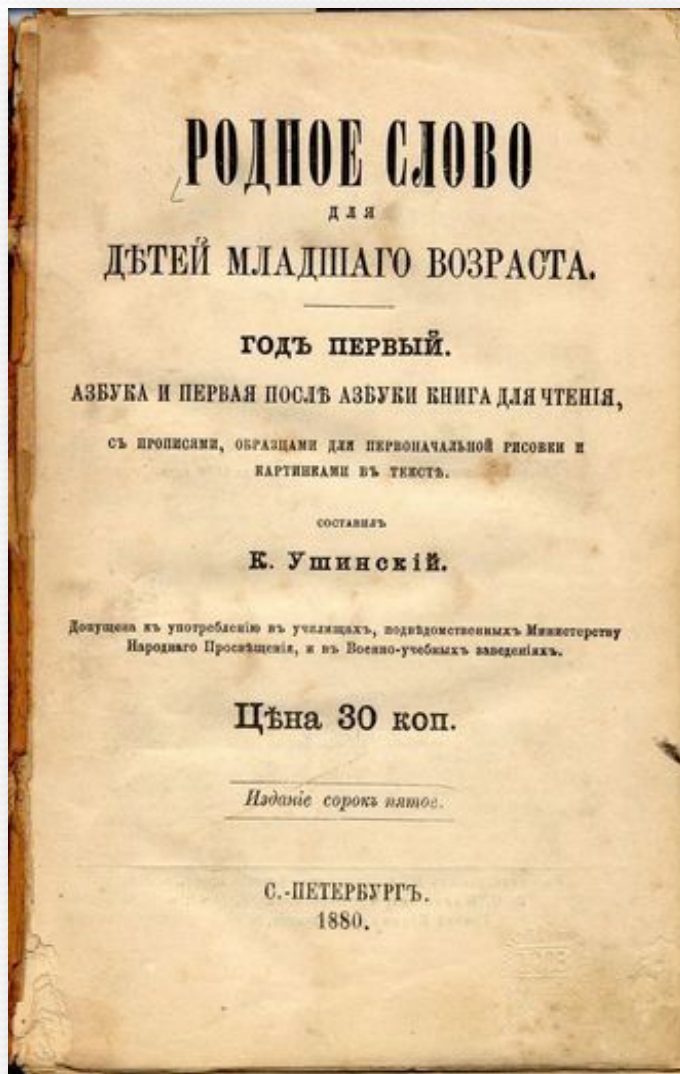 РОДНОЕ СЛОВО
ДЛЯ
ДѢТЕЙ МЛАДШАГО ВОЗРАСТА.
ГОДЪ ПЕРВЫЙ.
АЗБУКА И ПЕРВАЯ ПОСЛѢ АЗБУКИ КНИГА ДЛЯ ЧТЕНІЯ,
СЪ ПРОПИСЯМИ, ОБРАЗЦАМИ ДЛЯ ПЕРВОНАЧАЛЬНОЙ РИСОВКИ И
КАРТИНКАМИ ВЪ ТЕКСТѢ.
СОСТАВИЛЪ
К. Ушинскій.
Допущена къ употребленію въ училищахъ, подвѣдомственныхъ Министерству
Народнаго Просвѣщенія, и въ Военно-учебныхъ заведеніяхъ.
Цѣна 30 коп.
Изданіе сорокъ пятое.
С.-ПЕТЕРБУРГЪ.
1880.